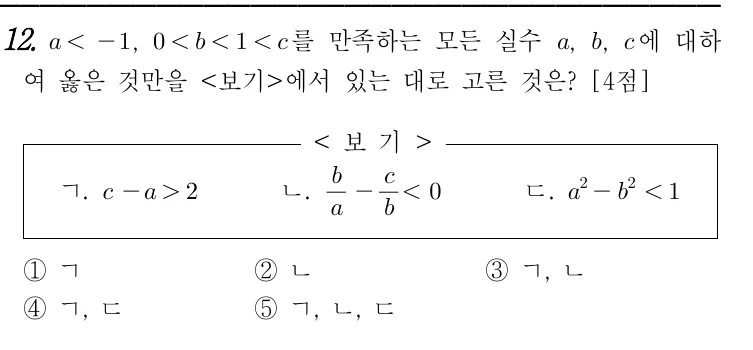 12. a < −1, 0 < b < 1 < c를 만족하는 모든 실수 a, b, c에 대하
여 옳은 것만을 <보기>에서 있는 대로 고른 것은? [4점]
< 보 기 >
ㄱ. c − a > 2 ㄴ. b/a − c/b < 0 ㄷ. a² − b² < 1
① ㄱ ② ㄴ ③ ㄱ, ㄴ
④ ㄱ, ㄷ ⑤ ㄱ, ㄴ, ㄷ